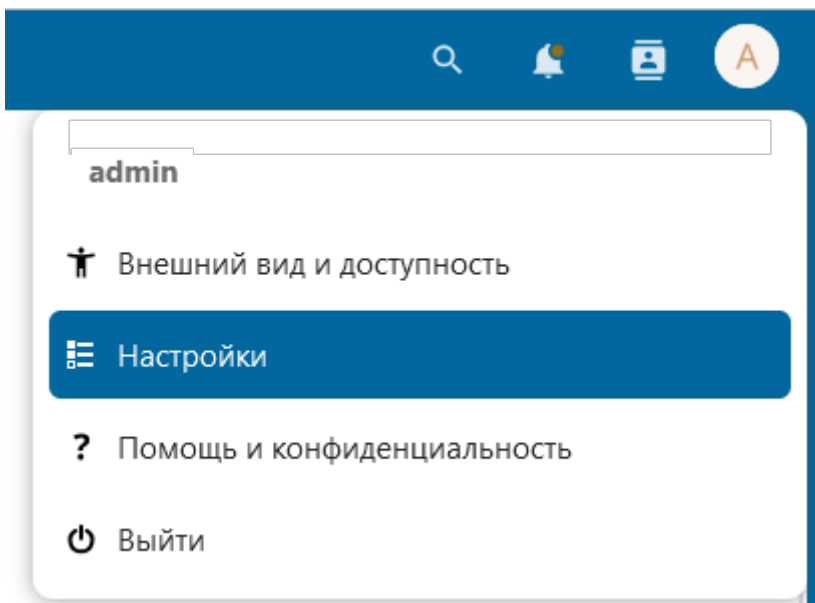 A
admin
Внешний вид и доступность
Настройки
? Помощь и конфиденциальность
Выйти